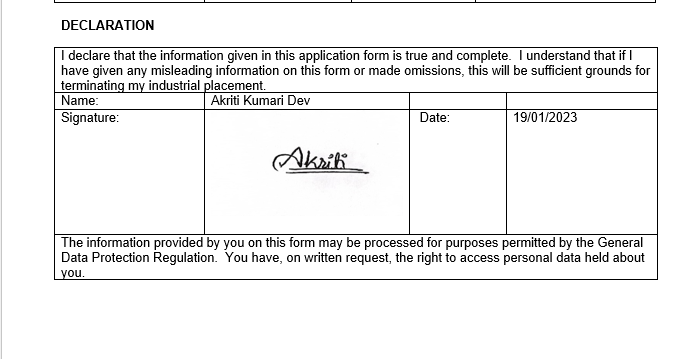 DECLARATION
I declare that the information given in this application form is true and complete.  I understand that if I
have given any misleading information on this form or made omissions, this will be sufficient grounds for
terminating my industrial placement.
Name: Akriti Kumari Dev
Signature: Akriti Date: 19/01/2023
The information provided by you on this form may be processed for purposes permitted by the General
Data Protection Regulation.  You have, on written request, the right to access personal data held about
you.